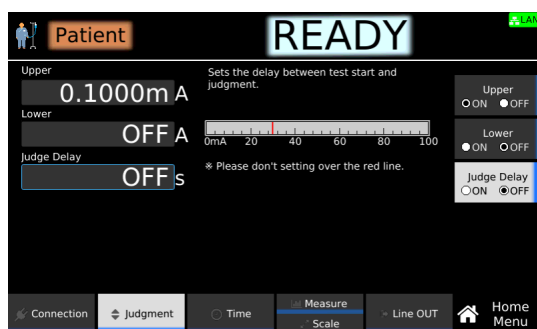 Patient
READY
LAN
Upper
0.1000m A
Lower
OFF A
Judge Delay
OFF s
Sets the delay between test start and
judgment.
0mA 20 40 60 80 100
※ Please don't setting over the red line.
Upper
ON OFF
Lower
ON OFF
Judge Delay
ON OFF
Connection
Judgment
Time
Measure
Scale
Line OUT
Home
Menu